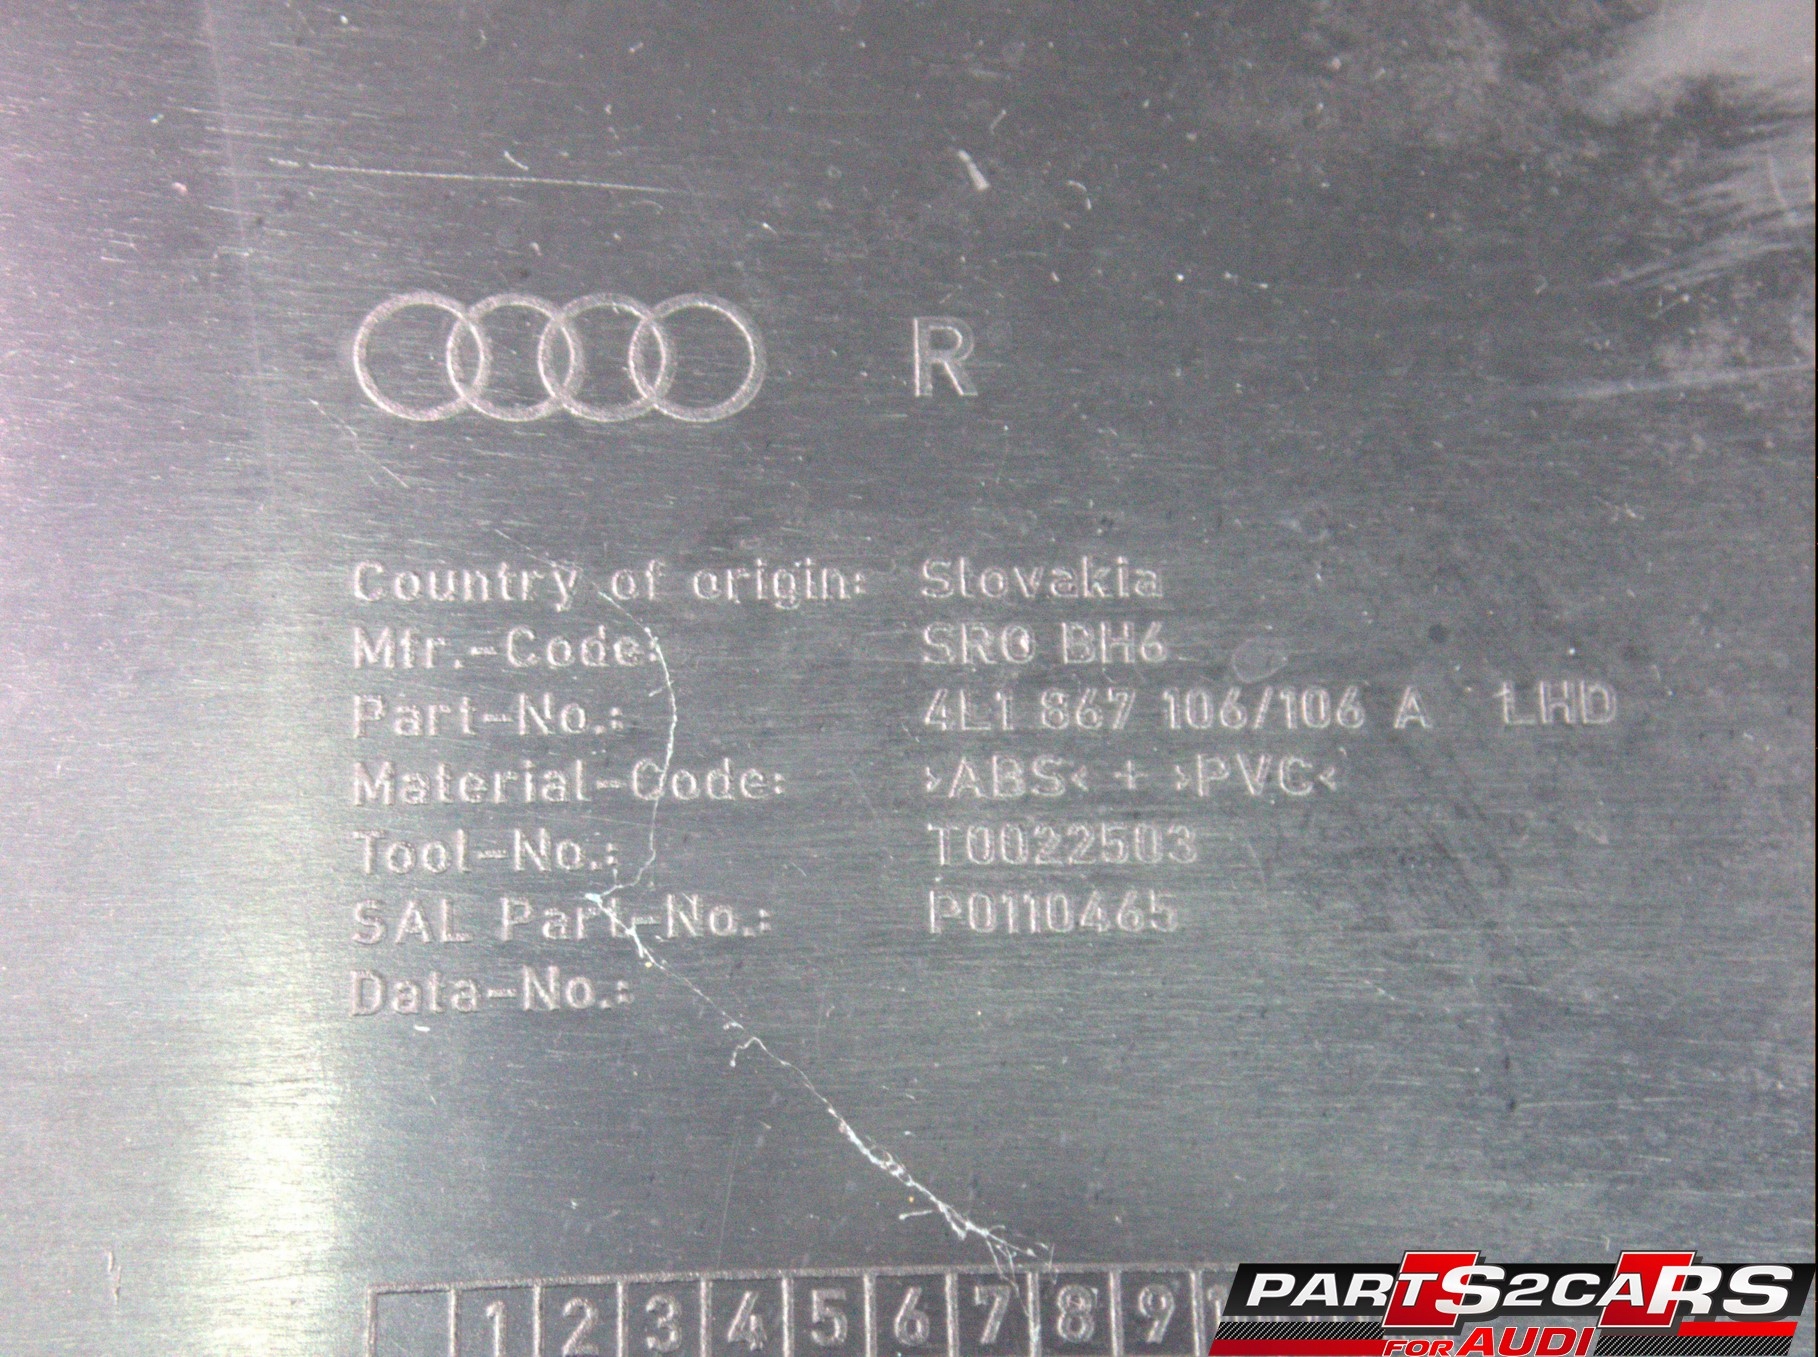 R
Country of origin: Slovakia
Mfr.-Code: SRO BH6
Part-No.: 4L1 867 106/106 A LHD
Material-Code: >ABS< + >PVC<
Tool-No.: T0022503
SAL Part-No.: P0110465
Data-No.:
1 2 3 4 5 6 7 8 9
PARTS2CARS
FOR AUDI